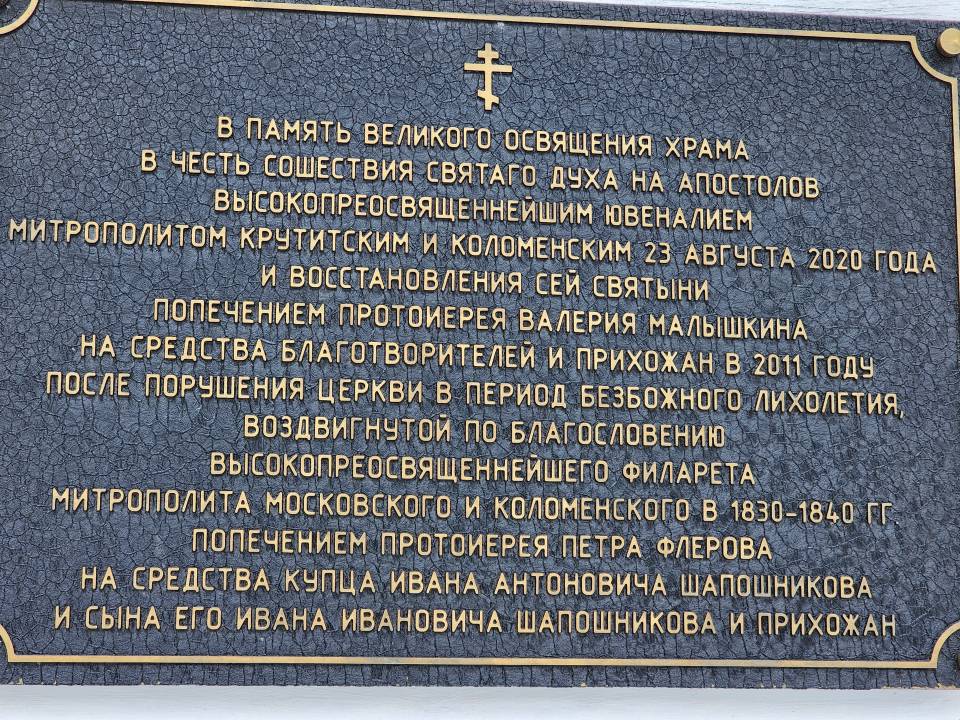 В ПАМЯТЬ ВЕЛИКОГО ОСВЯЩЕНИЯ ХРАМА
В ЧЕСТЬ СОШЕСТВИЯ СВЯТАГО ДУХА НА АПОСТОЛОВ
ВЫСОКОПРЕОСВЯЩЕННЕЙШИМ ЮВЕНАЛИЕМ
МИТРОПОЛИТОМ КРУТИТСКИМ И КОЛОМЕНСКИМ 23 АВГУСТА 2020 ГОДА
И ВОССТАНОВЛЕНИЯ СЕЙ СВЯТЫНИ
ПОПЕЧЕНИЕМ ПРОТОИЕРЕЯ ВАЛЕРИЯ МАЛЫШКИНА
НА СРЕДСТВА БЛАГОТВОРИТЕЛЕЙ И ПРИХОЖАН В 2011 ГОДУ
ПОСЛЕ ПОРУШЕНИЯ ЦЕРКВИ В ПЕРИОД БЕЗБОЖНОГО ЛИХОЛЕТИЯ,
ВОЗДВИГНУТОЙ ПО БЛАГОСЛОВЕНИЮ
ВЫСОКОПРЕОСВЯЩЕННЕЙШЕГО ФИЛАРЕТА
МИТРОПОЛИТА МОСКОВСКОГО И КОЛОМЕНСКОГО В 1830-1840 ГГ.
ПОПЕЧЕНИЕМ ПРОТОИЕРЕЯ ПЕТРА ФЛЕРОВА
НА СРЕДСТВА КУПЦА ИВАНА АНТОНОВИЧА ШАПОШНИКОВА
И СЫНА ЕГО ИВАНА ИВАНОВИЧА ШАПОШНИКОВА И ПРИХОЖАН